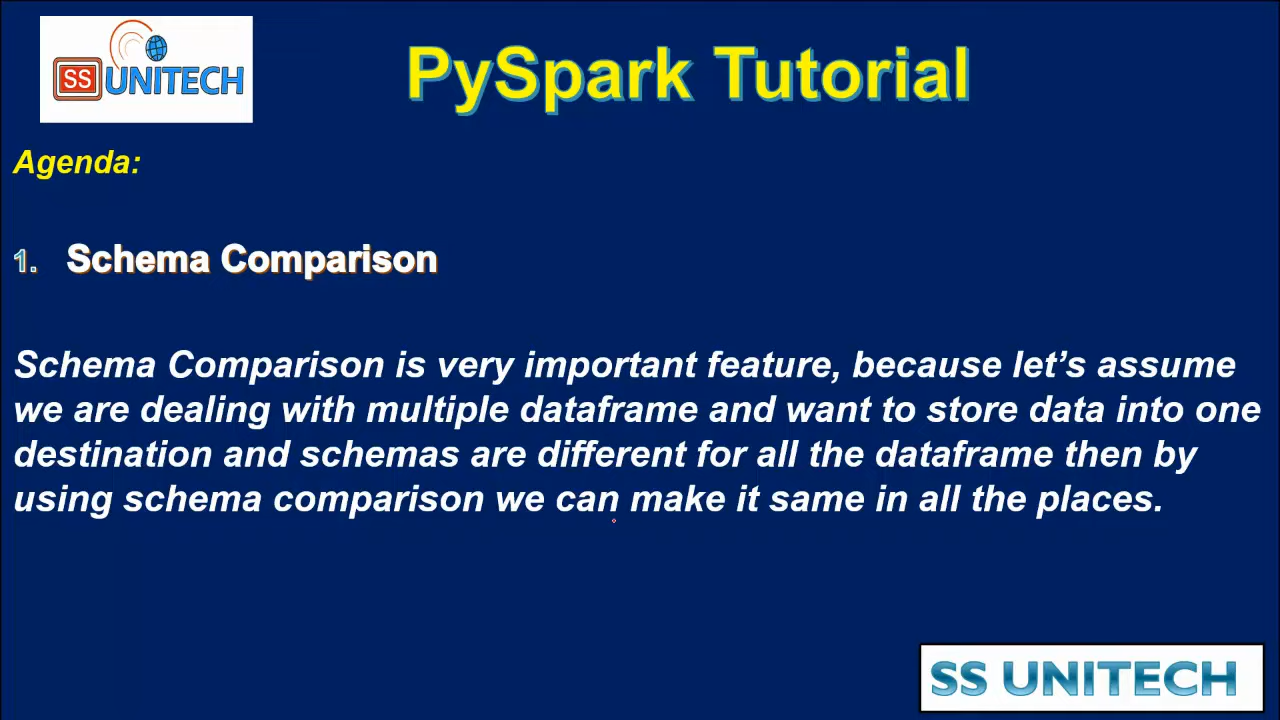 SS UNITECH
PySpark Tutorial
Agenda:
1. Schema Comparison
Schema Comparison is very important feature, because let's assume
we are dealing with multiple dataframe and want to store data into one
destination and schemas are different for all the dataframe then by
using schema comparison we can make it same in all the places.
SS UNITECH